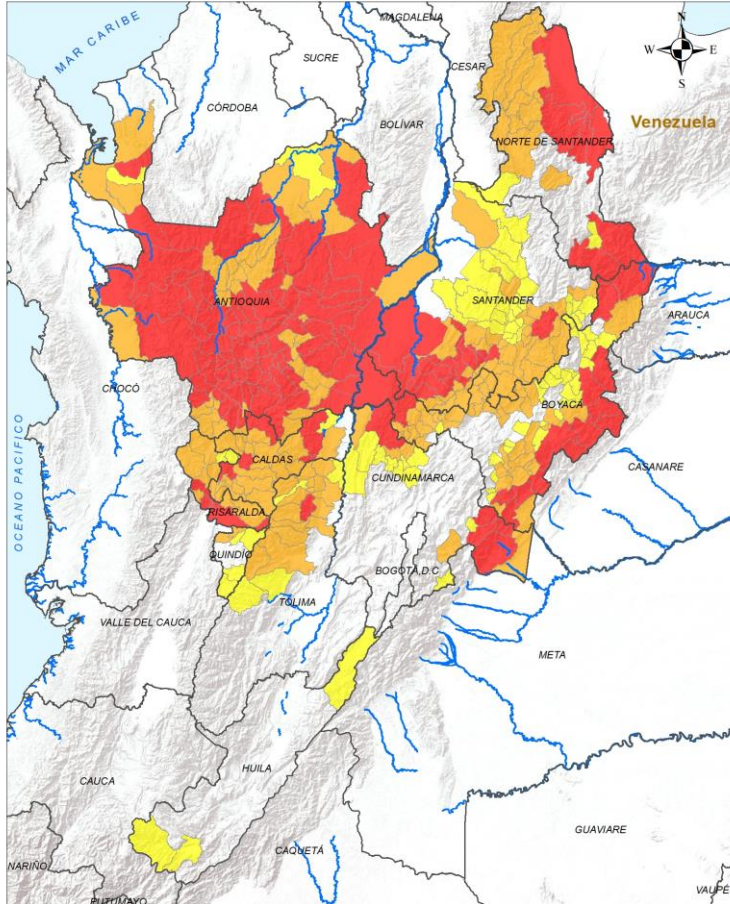 MAGDALENA
N
MAR CARIBE
SUCRE
CESAR
W
E
S
CÓRDOBA
BOLÍVAR
Venezuela
NORTE DE SANTANDER
ANTIOQUIA
SANTANDER
ARAUCA
CHOCÓ
BOYACÁ
OCEANO PACIFICO
CALDAS
CUNDINAMARCA
CASANARE
RISARALDA
QUINDÍO
BOGOTÁ, D.C
TOLIMA
VALLE DEL CAUCA
META
HUILA
CAUCA
GUAVIARE
CAQUETÁ
NARIÑO
PUTUMAYO
VAUPÉ